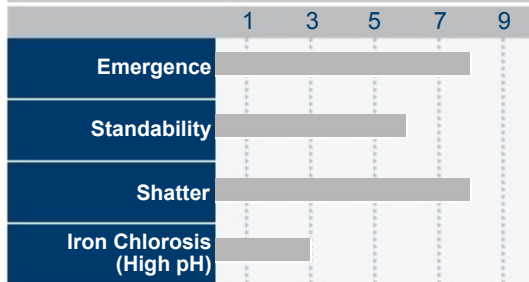 1 3 5 7 9
Emergence
Standability
Shatter
Iron Chlorosis
(High pH)